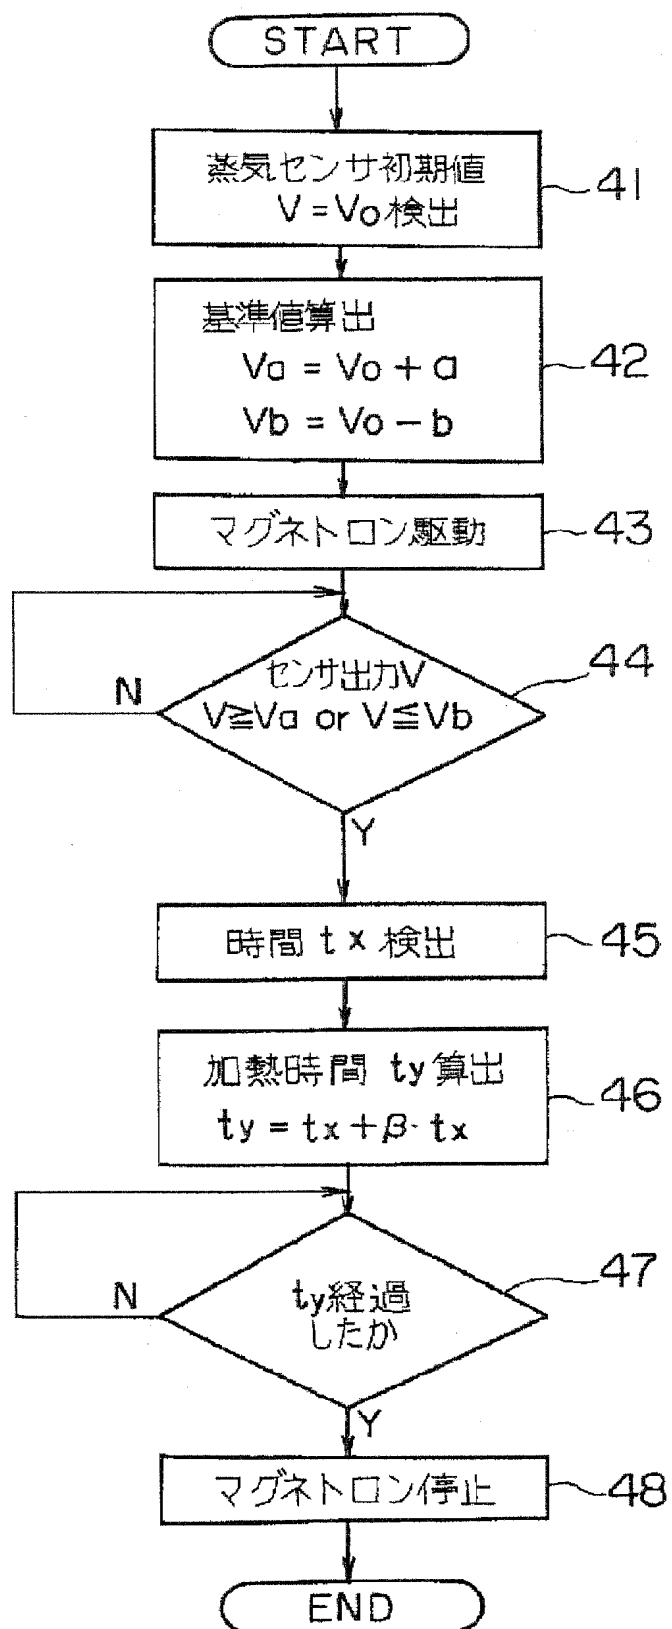 START
蒸気センサ初期値
V=Vo検出
41
基準値算出
Va = Vo + a
Vb = Vo − b
42
マグネトロン駆動
43
センサ出力V
V≧Va or V≦Vb
44
N
Y
時間 tx 検出
45
加熱時間 ty 算出
ty = tx + β· tx
46
ty経過
したか
47
N
Y
マグネトロン停止
48
END